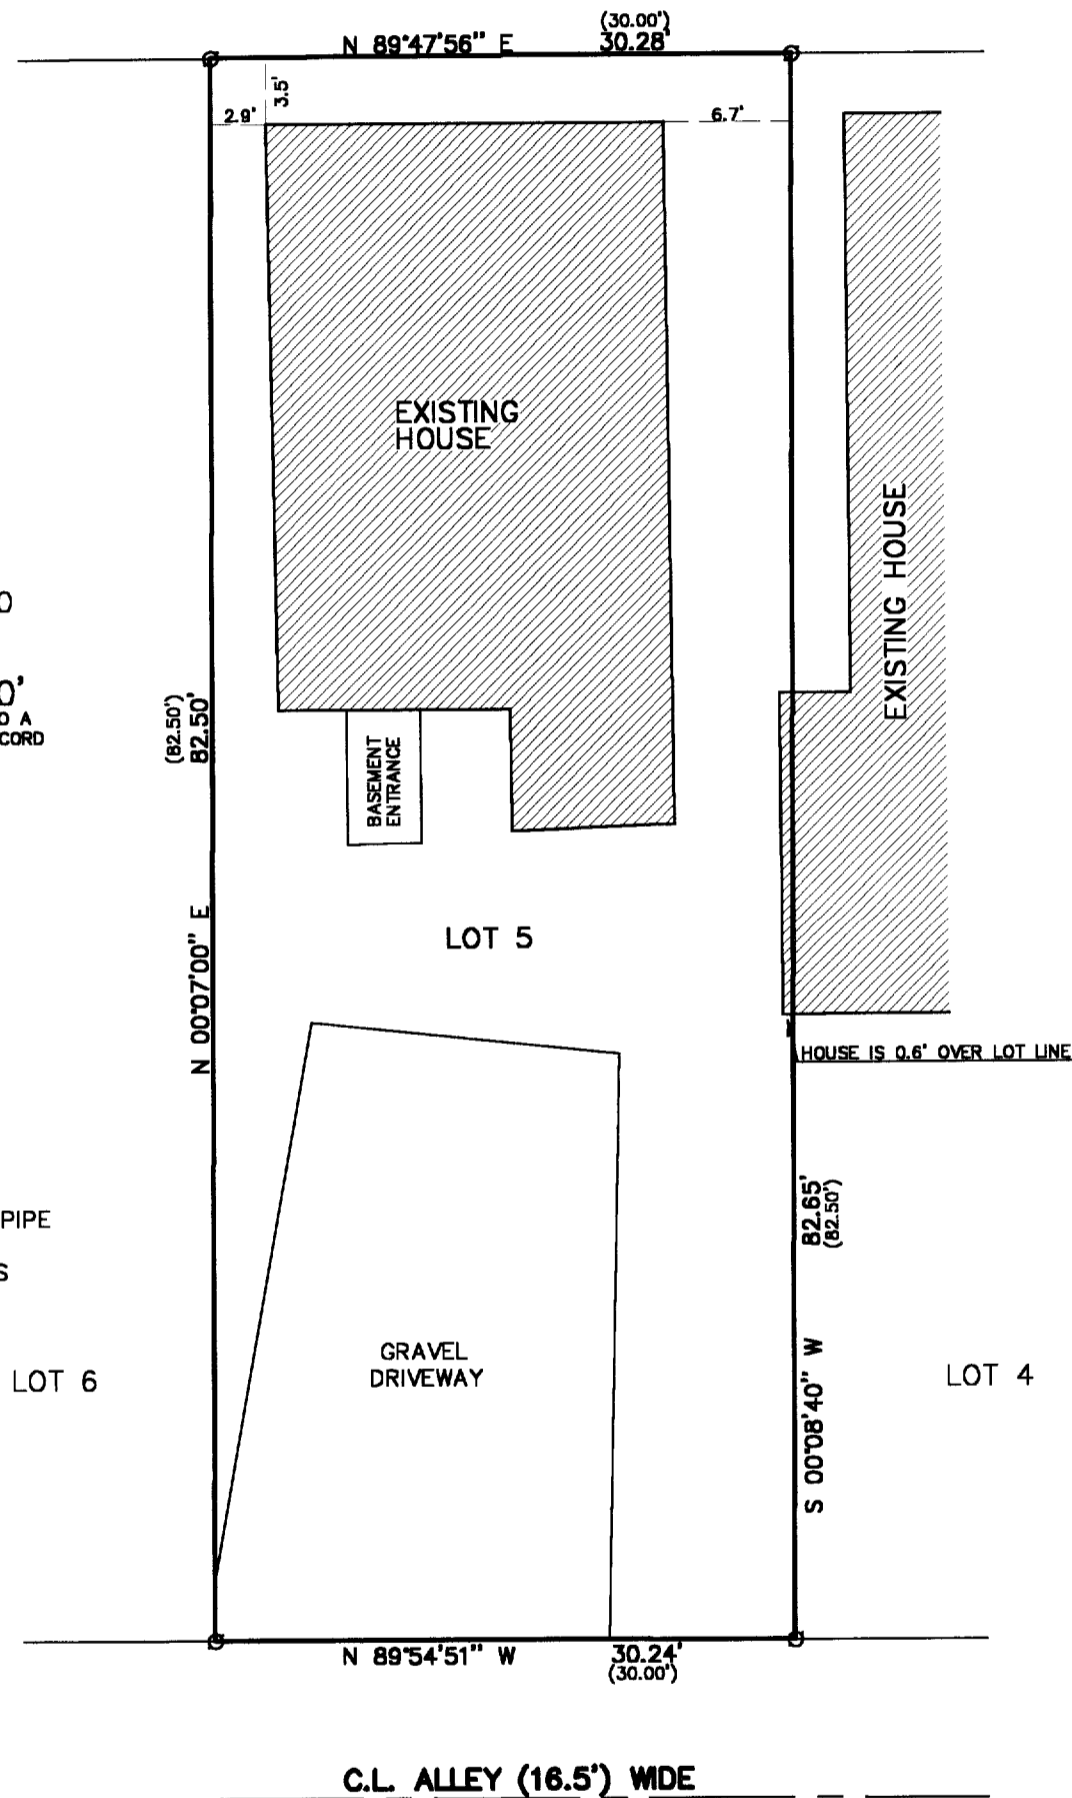 (30.00')
N 89°47'56" E 30.28'
3.5'
2.9'
6.7'
EXISTING
HOUSE
EXISTING HOUSE
0'
D A
CORD
(82.50')
82.50'
BASEMENT
ENTRANCE
LOT 5
N 00°07'00" E
HOUSE IS 0.6' OVER LOT LINE
82.65'
(82.50')
PIPE
S
GRAVEL
DRIVEWAY
S 00°08'40" W
LOT 6
LOT 4
N 89°54'51" W 30.24'
(30.00')
C.L. ALLEY (16.5') WIDE